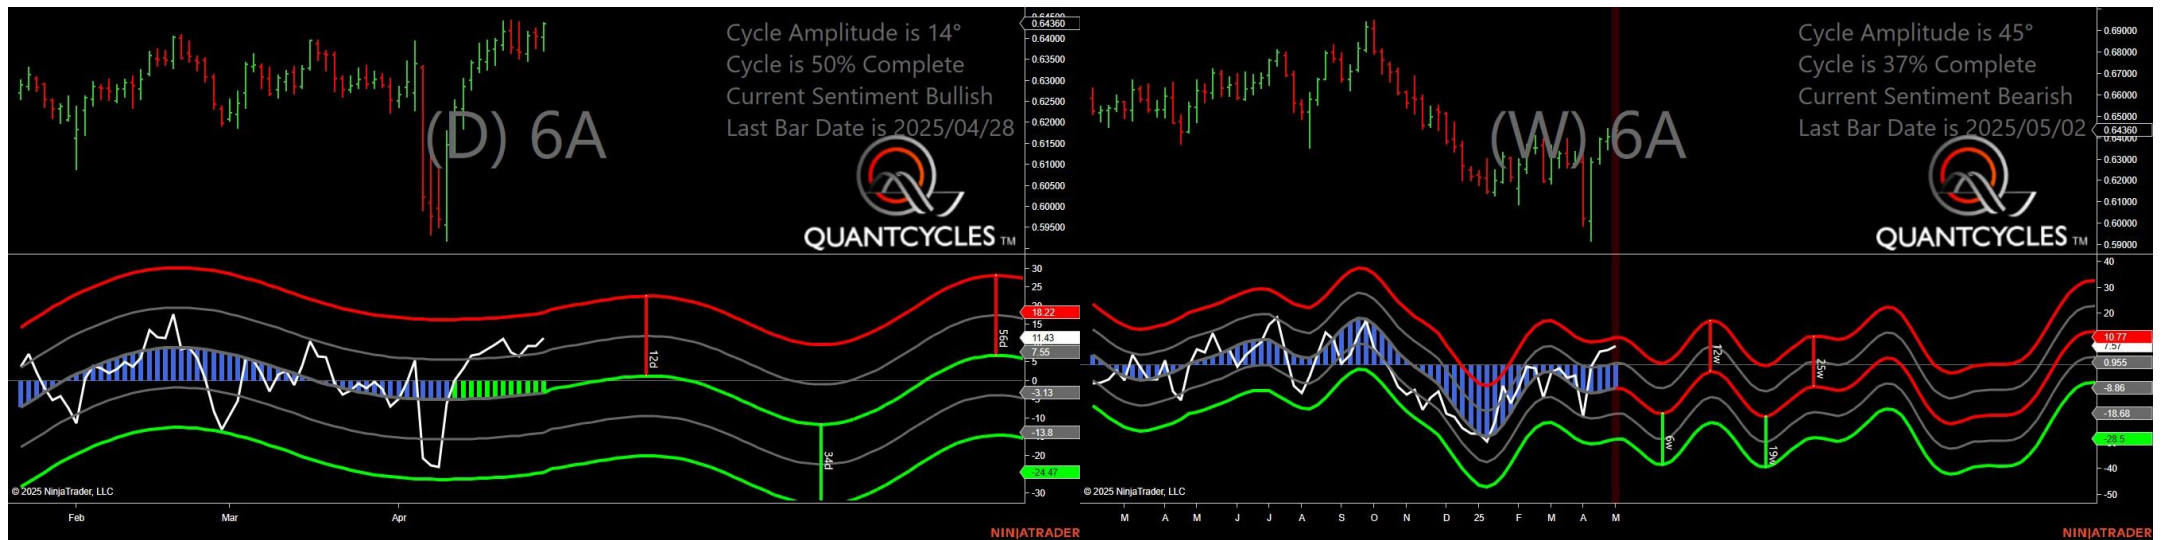 Cycle Amplitude is 14°
Cycle is 50% Complete
Current Sentiment Bullish
Last Bar Date is 2025/04/28
(D) 6A
QUANTCYCLES TM
0.64360
0.64000
0.63500
0.63000
0.62500
0.62000
0.61500
0.61000
0.60500
0.60000
0.59500
30
25
18.22
15
11.43
7.55
5
0
-3.13
-10
-13.8
-20
-24.47
-30
12d
34d
56d
© 2025 NinjaTrader, LLC
Feb Mar Apr
NINJATRADER
Cycle Amplitude is 45°
Cycle is 37% Complete
Current Sentiment Bearish
Last Bar Date is 2025/05/02
(W) 6A
QUANTCYCLES TM
0.69000
0.68000
0.67000
0.66000
0.65000
0.64360
0.64000
0.63000
0.62000
0.61000
0.60000
0.59000
40
30
20
10.77
7.57
0.955
-8.86
-18.68
-28.5
-40
-50
6w
12w
19w
25w
© 2025 NinjaTrader, LLC
M A M J J A S O N D 25 F M A M
NINJATRADER